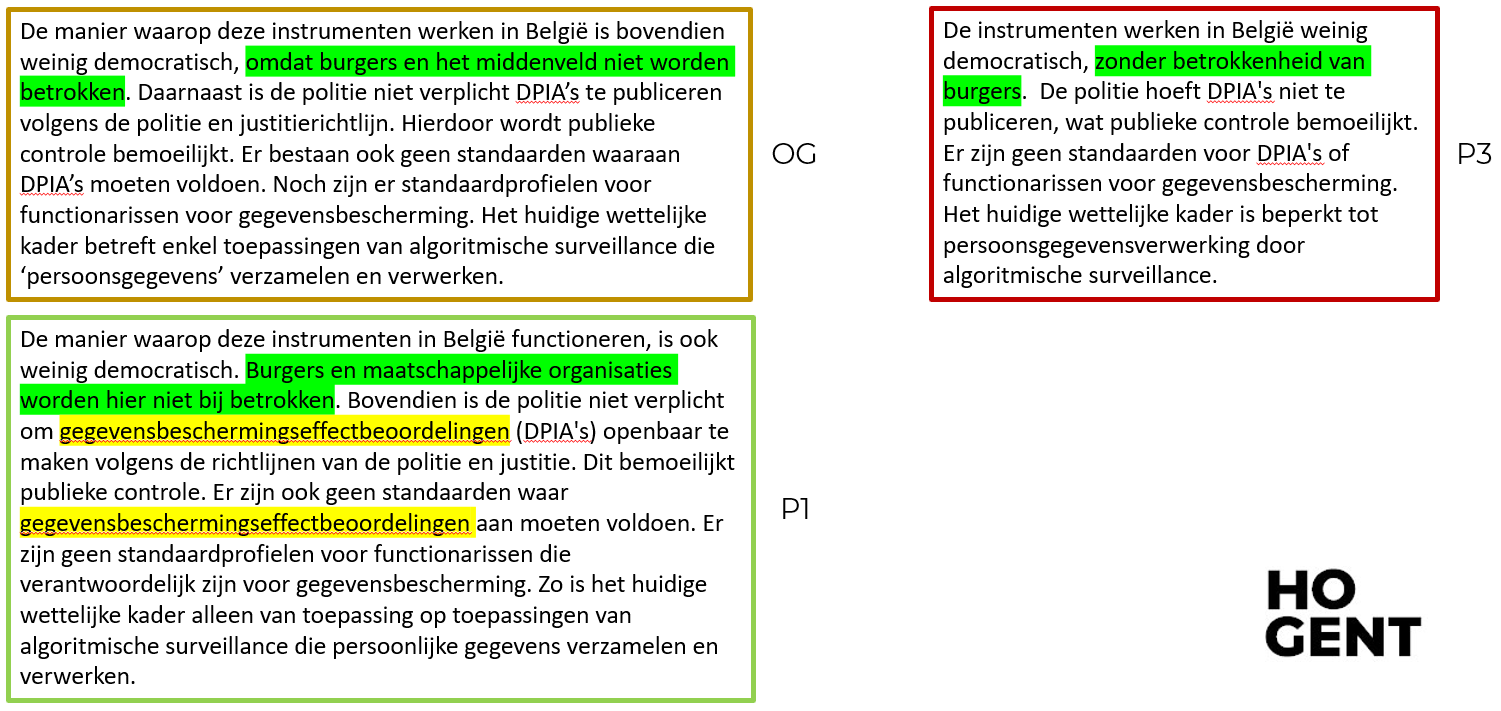 De manier waarop deze instrumenten werken in België is bovendien
weinig democratisch, omdat burgers en het middenveld niet worden
betrokken. Daarnaast is de politie niet verplicht DPIA’s te publiceren
volgens de politie en justitierichtlijn. Hierdoor wordt publieke
controle bemoeilijkt. Er bestaan ook geen standaarden waaraan
DPIA’s moeten voldoen. Noch zijn er standaardprofielen voor
functionarissen voor gegevensbescherming. Het huidige wettelijke
kader betreft enkel toepassingen van algoritmische surveillance die
‘persoonsgegevens’ verzamelen en verwerken.
OG
De instrumenten werken in België weinig
democratisch, zonder betrokkenheid van
burgers.  De politie hoeft DPIA's niet te
publiceren, wat publieke controle bemoeilijkt.
Er zijn geen standaarden voor DPIA's of
functionarissen voor gegevensbescherming.
Het huidige wettelijke kader is beperkt tot
persoonsgegevensverwerking door
algoritmische surveillance.
P3
De manier waarop deze instrumenten in België functioneren, is ook
weinig democratisch. Burgers en maatschappelijke organisaties
worden hier niet bij betrokken. Bovendien is de politie niet verplicht
om gegevensbeschermingseffectbeoordelingen (DPIA's) openbaar te
maken volgens de richtlijnen van de politie en justitie. Dit bemoeilijkt
publieke controle. Er zijn ook geen standaarden waar
gegevensbeschermingseffectbeoordelingen aan moeten voldoen. Er
zijn geen standaardprofielen voor functionarissen die
verantwoordelijk zijn voor gegevensbescherming. Zo is het huidige
wettelijke kader alleen van toepassing op toepassingen van
algoritmische surveillance die persoonlijke gegevens verzamelen en
verwerken.
P1
HO
GENT